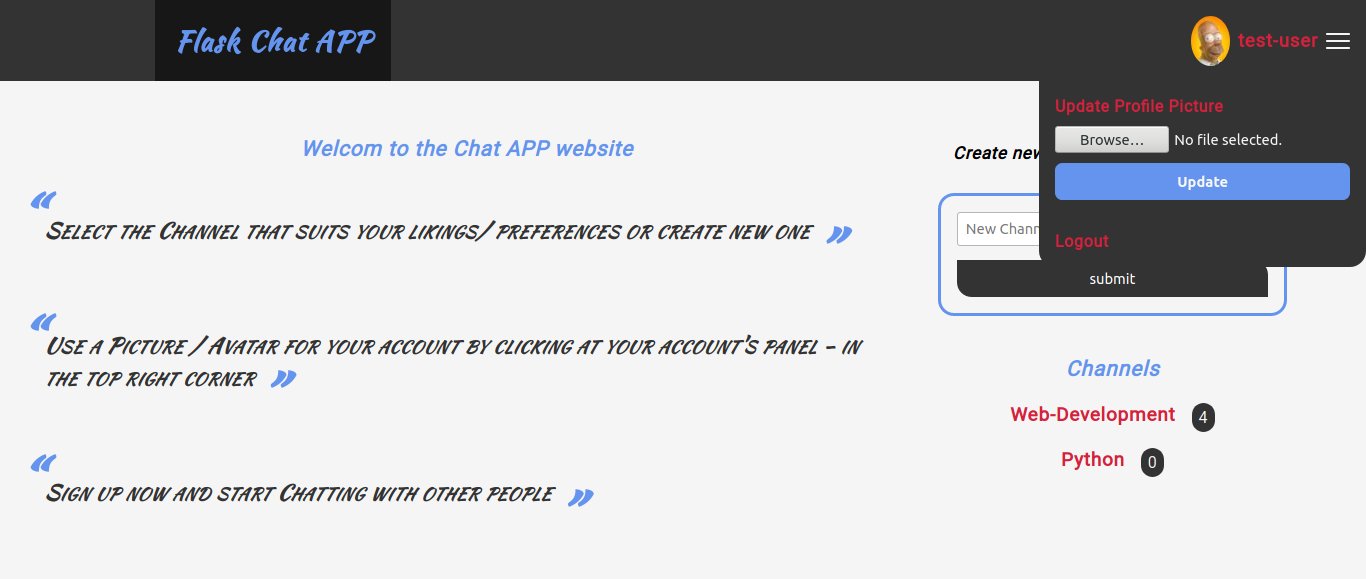 Flask Chat APP
test-user
Update Profile Picture
Browse… No file selected.
Update
Logout
Welcom to the Chat APP website
“
Select the Channel that suits your likings/ preferences or create new one ”
“
Use a Picture / Avatar for your account by clicking at your account's panel - in
the top right corner ”
“
Sign up now and start Chatting with other people ”
Create new
New
submit
Channels
Web-Development 4
Python 0